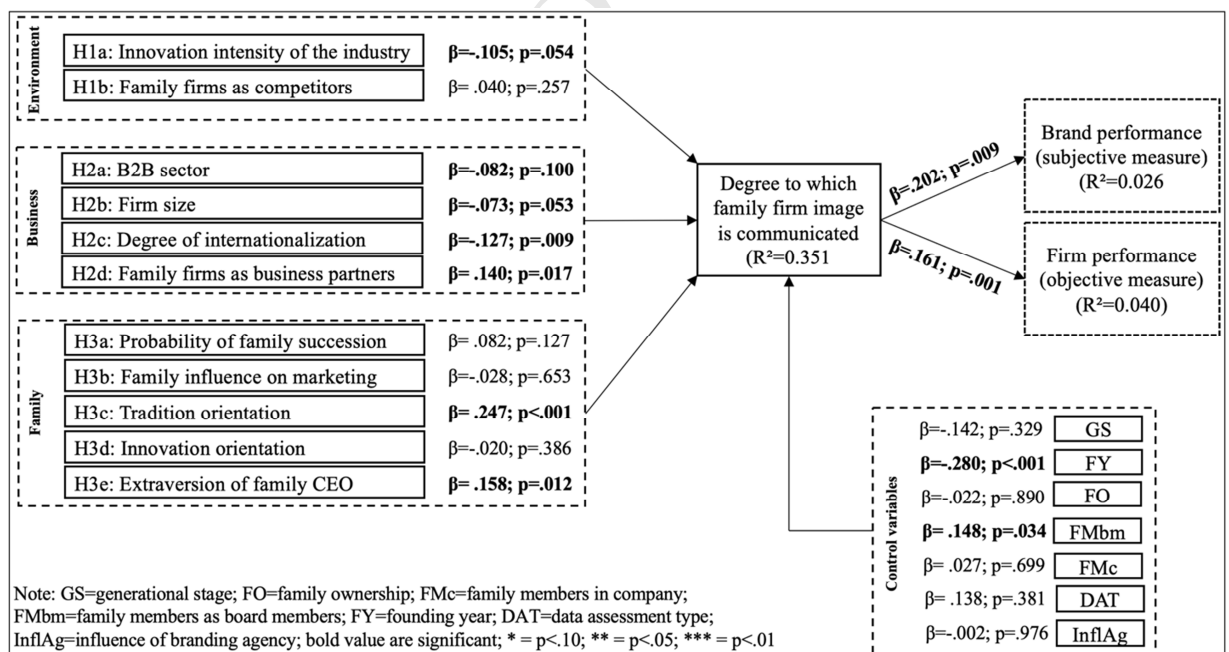 Environment
H1a: Innovation intensity of the industry
β=-.105; p=.054
H1b: Family firms as competitors
β= .040; p=.257
Business
H2a: B2B sector
β=-.082; p=.100
H2b: Firm size
β=-.073; p=.053
H2c: Degree of internationalization
β=-.127; p=.009
H2d: Family firms as business partners
β= .140; p=.017
Family
H3a: Probability of family succession
β= .082; p=.127
H3b: Family influence on marketing
β=-.028; p=.653
H3c: Tradition orientation
β= .247; p<.001
H3d: Innovation orientation
β=-.020; p=.386
H3e: Extraversion of family CEO
β= .158; p=.012
Degree to which
family firm image
is communicated
(R²=0.351
β=.202; p=.009
β=.161; p=.001
Brand performance
(subjective measure)
(R²=0.026
Firm performance
(objective measure)
(R²=0.040)
Control variables
β=-.142; p=.329
GS
β=-.280; p<.001
FY
β=-.022; p=.890
FO
β= .148; p=.034
FMbm
β= .027; p=.699
FMc
β= .138; p=.381
DAT
β=-.002; p=.976
InflAg
Note: GS=generational stage; FO=family ownership; FMc=family members in company;
FMbm=family members as board members; FY=founding year; DAT=data assessment type;
InflAg=influence of branding agency; bold value are significant; * = p<.10; ** = p<.05; *** = p<.01